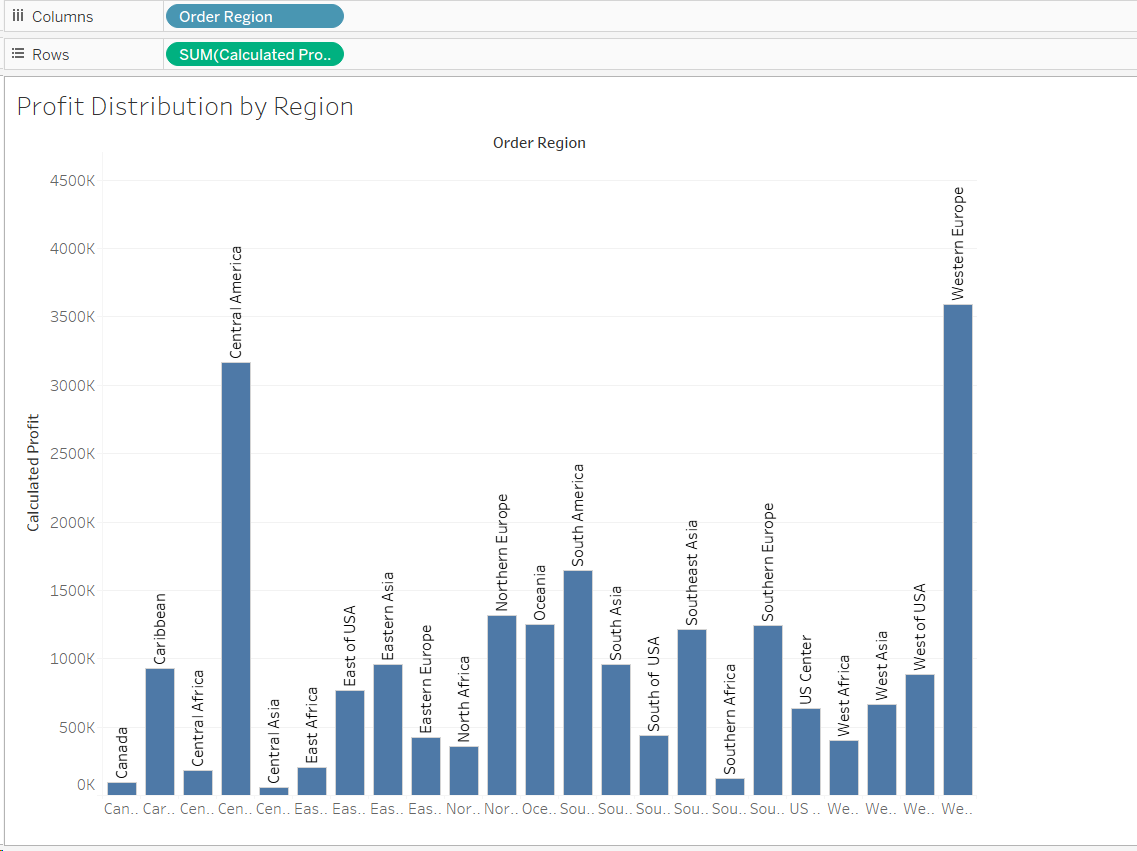 Columns
Order Region
Rows
SUM(Calculated Pro..
Profit Distribution by Region
Order Region
Calculated Profit
4500K
4000K
3500K
3000K
2500K
2000K
1500K
1000K
500K
0K
Canada
Caribbean
Central Africa
Central America
Central Asia
East Africa
East of USA
Eastern Asia
Eastern Europe
North Africa
Northern Europe
Oceania
South America
South Asia
South of USA
Southeast Asia
Southern Africa
Southern Europe
US Center
West Africa
West Asia
West of USA
Western Europe
Can.. Car.. Cen.. Cen.. Cen.. Eas.. Eas.. Eas.. Eas.. Nor.. Nor.. Oce.. Sou.. Sou.. Sou.. Sou.. Sou.. Sou.. US .. We.. We.. We.. We..